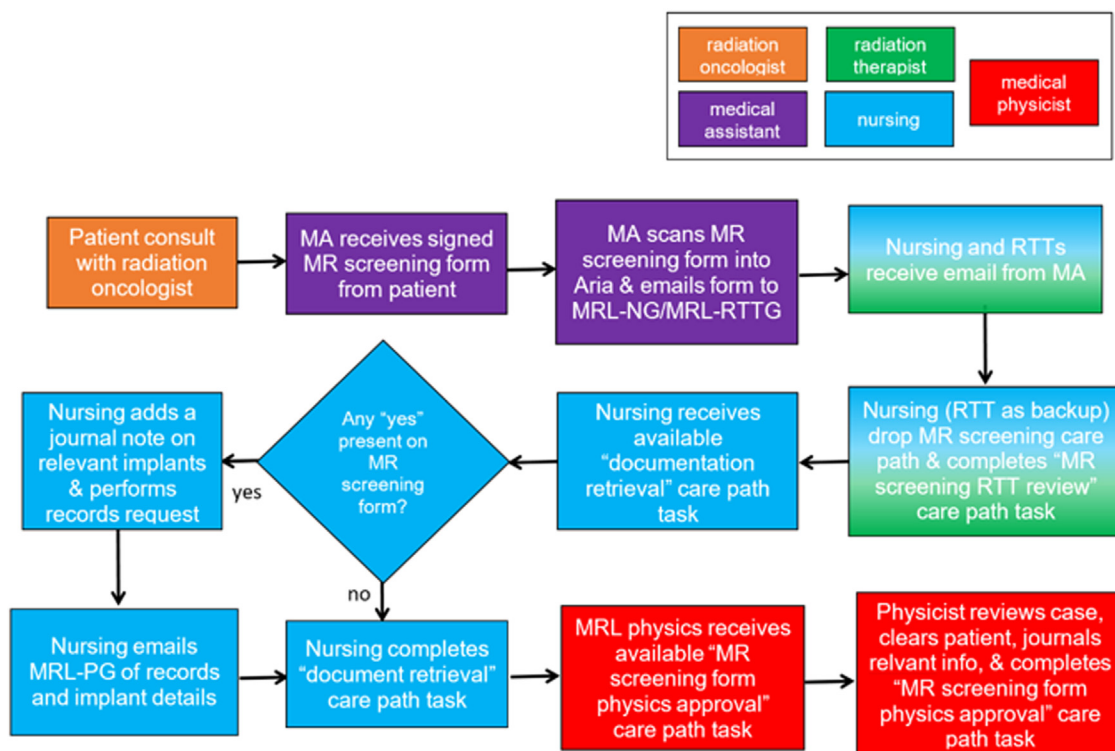 radiation
oncologist
radiation
therapist
medical
physicist
medical
assistant
nursing
Patient consult
with radiation
oncologist
MA receives signed
MR screening form
from patient
MA scans MR
screening form into
Aria & emails form to
MRL-NG/MRL-RTTG
Nursing and RTTs
receive email from MA
Nursing (RTT as backup)
drop MR screening care
path & completes “MR
screening RTT review”
care path task
Nursing receives
available
“documentation
retrieval” care path
task
Any “yes”
present on
MR
screening
form?
yes
no
Nursing adds a
journal note on
relevant implants
& performs
records request
Nursing emails
MRL-PG of records
and implant details
Nursing completes
“document retrieval”
care path task
MRL physics receives
available “MR
screening form
physics approval”
care path task
Physicist reviews case,
clears patient, journals
relvant info, & completes
“MR screening form
physics approval” care
path task